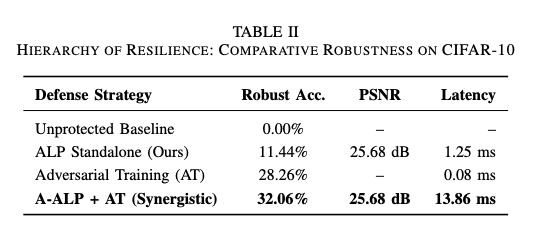 TABLE II
HIERARCHY OF RESILIENCE: COMPARATIVE ROBUSTNESS ON CIFAR-10
Defense Strategy Robust Acc. PSNR Latency
Unprotected Baseline 0.00% – –
ALP Standalone (Ours) 11.44% 25.68 dB 1.25 ms
Adversarial Training (AT) 28.26% – 0.08 ms
A-ALP + AT (Synergistic) 32.06% 25.68 dB 13.86 ms